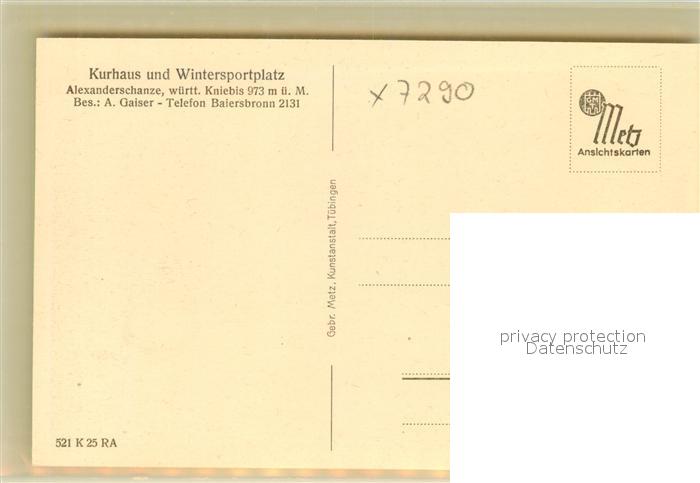 Kurhaus und Wintersportplatz
Alexanderschanze, württ. Kniebis 973 m ü. M.
Bes.: A. Gaiser - Telefon Baiersbronn 2131
x 7290
Metz
Ansichtskarten
Gebr. Metz, Kunstanstalt, Tübingen
privacy protection
Datenschutz
521 K 25 RA